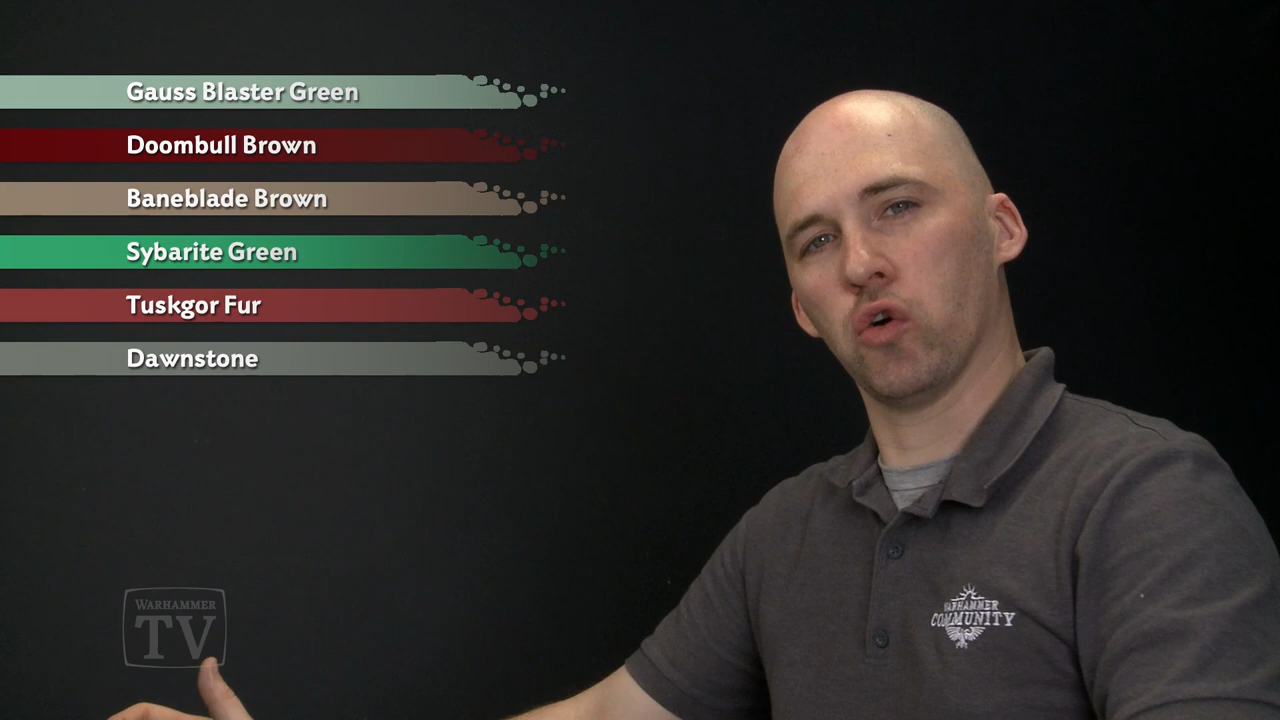 Gauss Blaster Green
Doombull Brown
Baneblade Brown
Sybarite Green
Tuskgor Fur
Dawnstone
WARHAMMER
TV
WARHAMMER
COMMUNITY